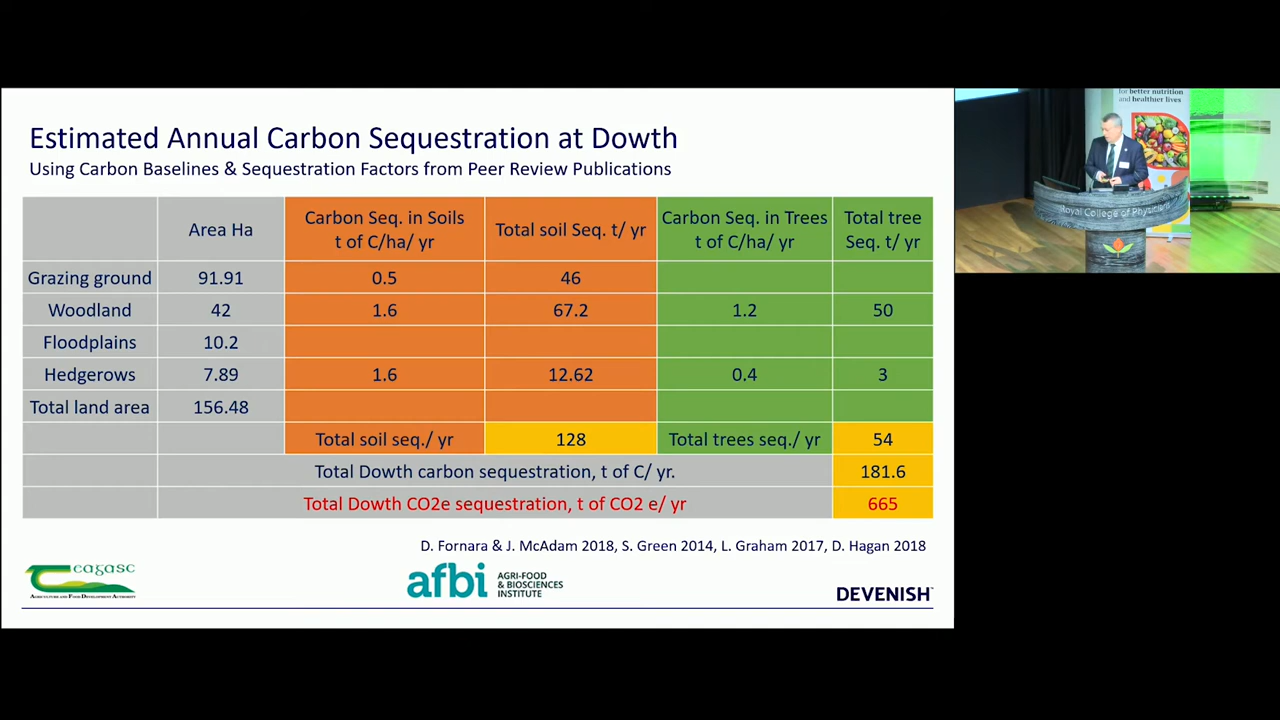 Estimated Annual Carbon Sequestration at Dowth
Using Carbon Baselines & Sequestration Factors from Peer Review Publications
Area Ha
Carbon Seq. in Soils
t of C/ha/ yr
Total soil Seq. t/ yr
Carbon Seq. in Trees
t of C/ha/ yr
Total tree
Seq. t/ yr
Grazing ground 91.91 0.5 46
Woodland 42 1.6 67.2 1.2 50
Floodplains 10.2
Hedgerows 7.89 1.6 12.62 0.4 3
Total land area 156.48
Total soil seq./ yr 128 Total trees seq./ yr 54
Total Dowth carbon sequestration, t of C/ yr. 181.6
Total Dowth CO2e sequestration, t of CO2 e/ yr 665
D. Fornara & J. McAdam 2018, S. Green 2014, L. Graham 2017, D. Hagan 2018
teagasc
AGRICULTURE AND FOOD DEVELOPMENT AUTHORITY
afbi
AGRI-FOOD
& BIOSCIENCES
INSTITUTE
DEVENISH
for better nutrition
and healthier lives
Royal College of